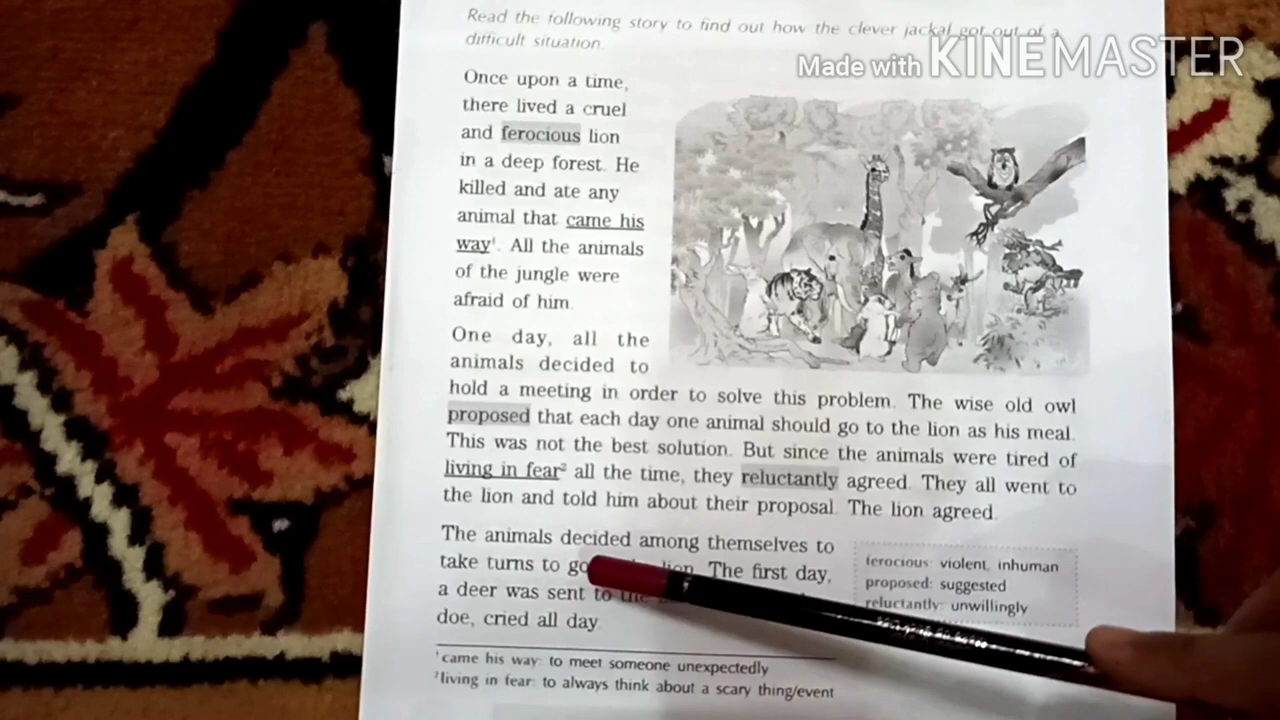 Read the following story to find out how the clever jackal got out of a
difficult situation.
Made with KINEMASTER
Once upon a time,
there lived a cruel
and ferocious lion
in a deep forest. He
killed and ate any
animal that came his
way¹. All the animals
of the jungle were
afraid of him.
One day, all the
animals decided to
hold a meeting in order to solve this problem. The wise old owl
proposed that each day one animal should go to the lion as his meal.
This was not the best solution. But since the animals were tired of
living in fear² all the time, they reluctantly agreed. They all went to
the lion and told him about their proposal. The lion agreed.
The animals decided among themselves to
take turns to go lion. The first day,
a deer was sent to the
doe, cried all day.
ferocious: violent, inhuman
proposed: suggested
reluctantly: unwillingly
¹came his way: to meet someone unexpectedly
²living in fear: to always think about a scary thing/event